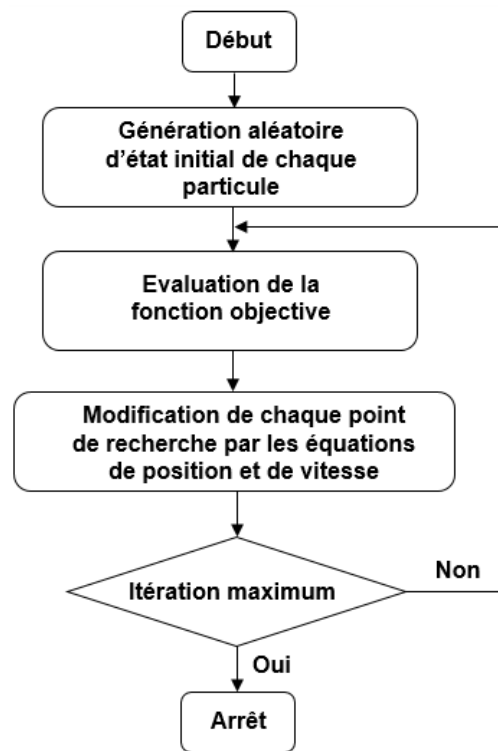 Début
Génération aléatoire
d’état initial de chaque
particule
Evaluation de la
fonction objective
Modification de chaque point
de recherche par les équations
de position et de vitesse
Itération maximum
Non
Oui
Arrêt